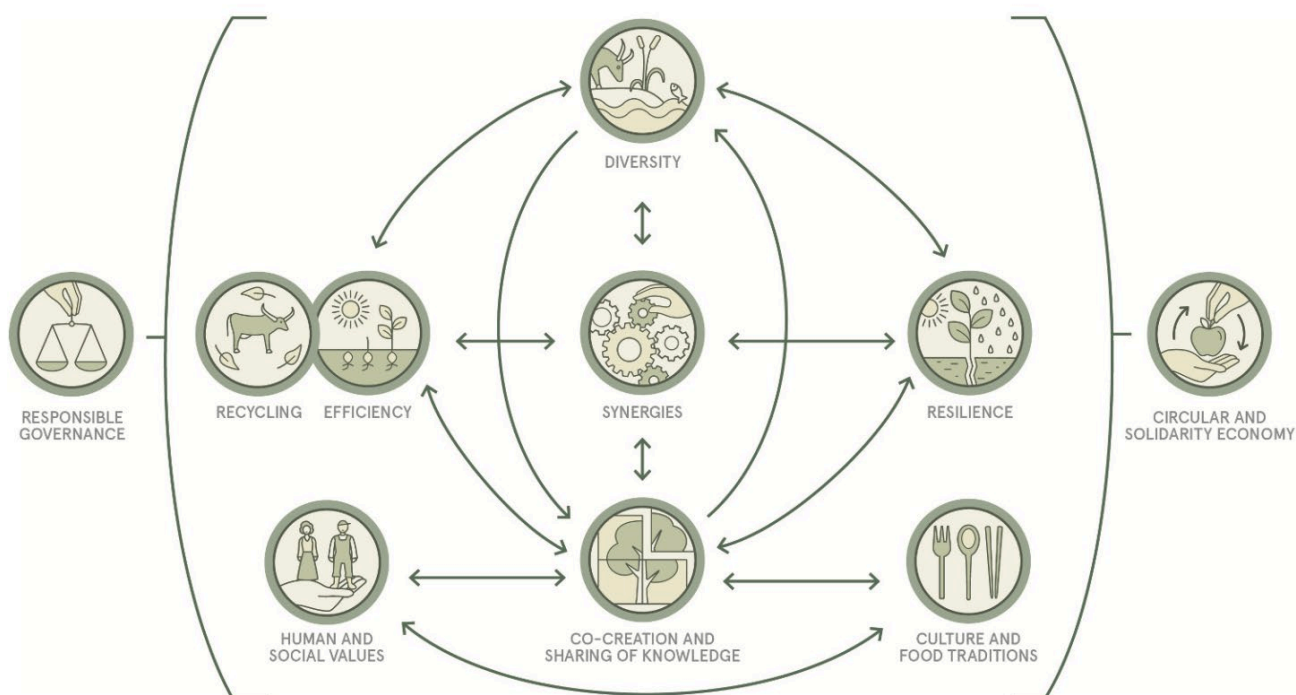 DIVERSITY
RESPONSIBLE
GOVERNANCE
RECYCLING
EFFICIENCY
SYNERGIES
RESILIENCE
CIRCULAR AND
SOLIDARITY ECONOMY
HUMAN AND
SOCIAL VALUES
CO-CREATION AND
SHARING OF KNOWLEDGE
CULTURE AND
FOOD TRADITIONS